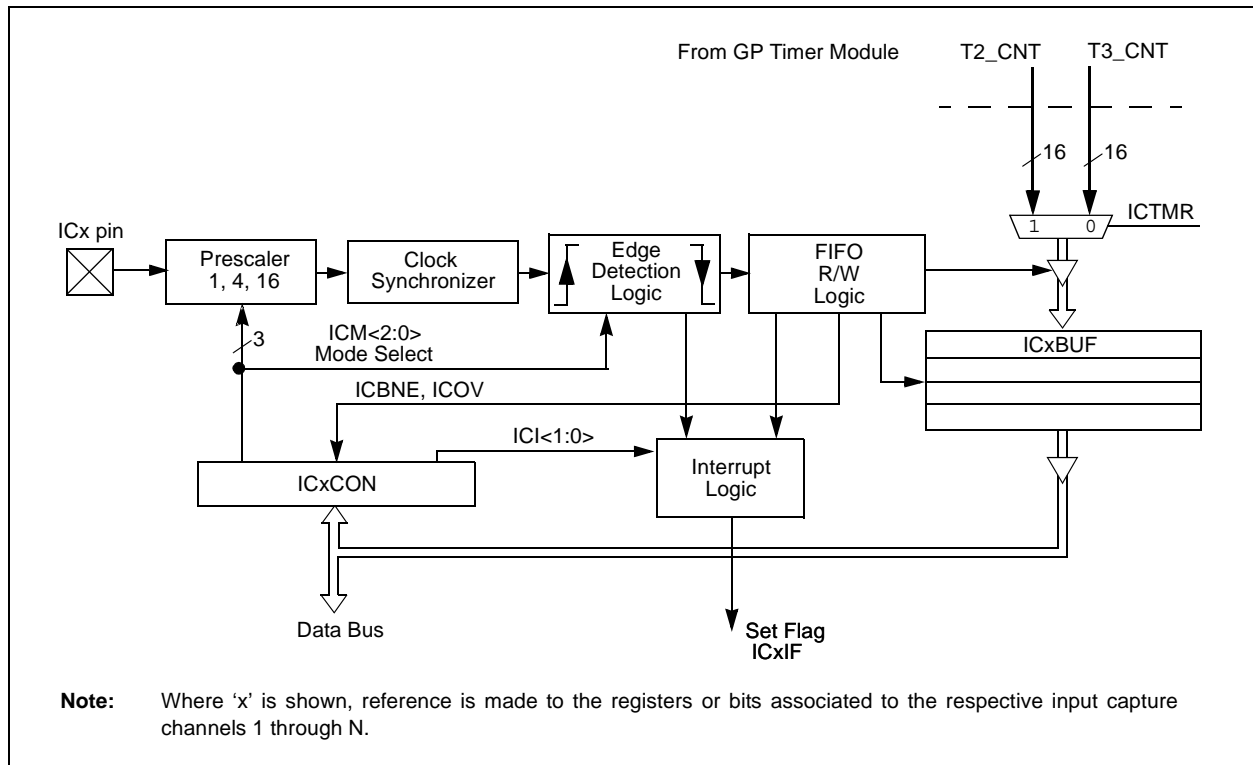 From GP Timer Module
T2_CNT
T3_CNT
16
16
ICTMR
1
0
ICx pin
Prescaler
1, 4, 16
Clock
Synchronizer
Edge
Detection
Logic
FIFO
R/W
Logic
3
ICM<2:0>
Mode Select
ICxBUF
ICBNE, ICOV
ICI<1:0>
Interrupt
Logic
ICxCON
Data Bus
Set Flag
ICxIF
Note: Where ‘x’ is shown, reference is made to the registers or bits associated to the respective input capture
channels 1 through N.